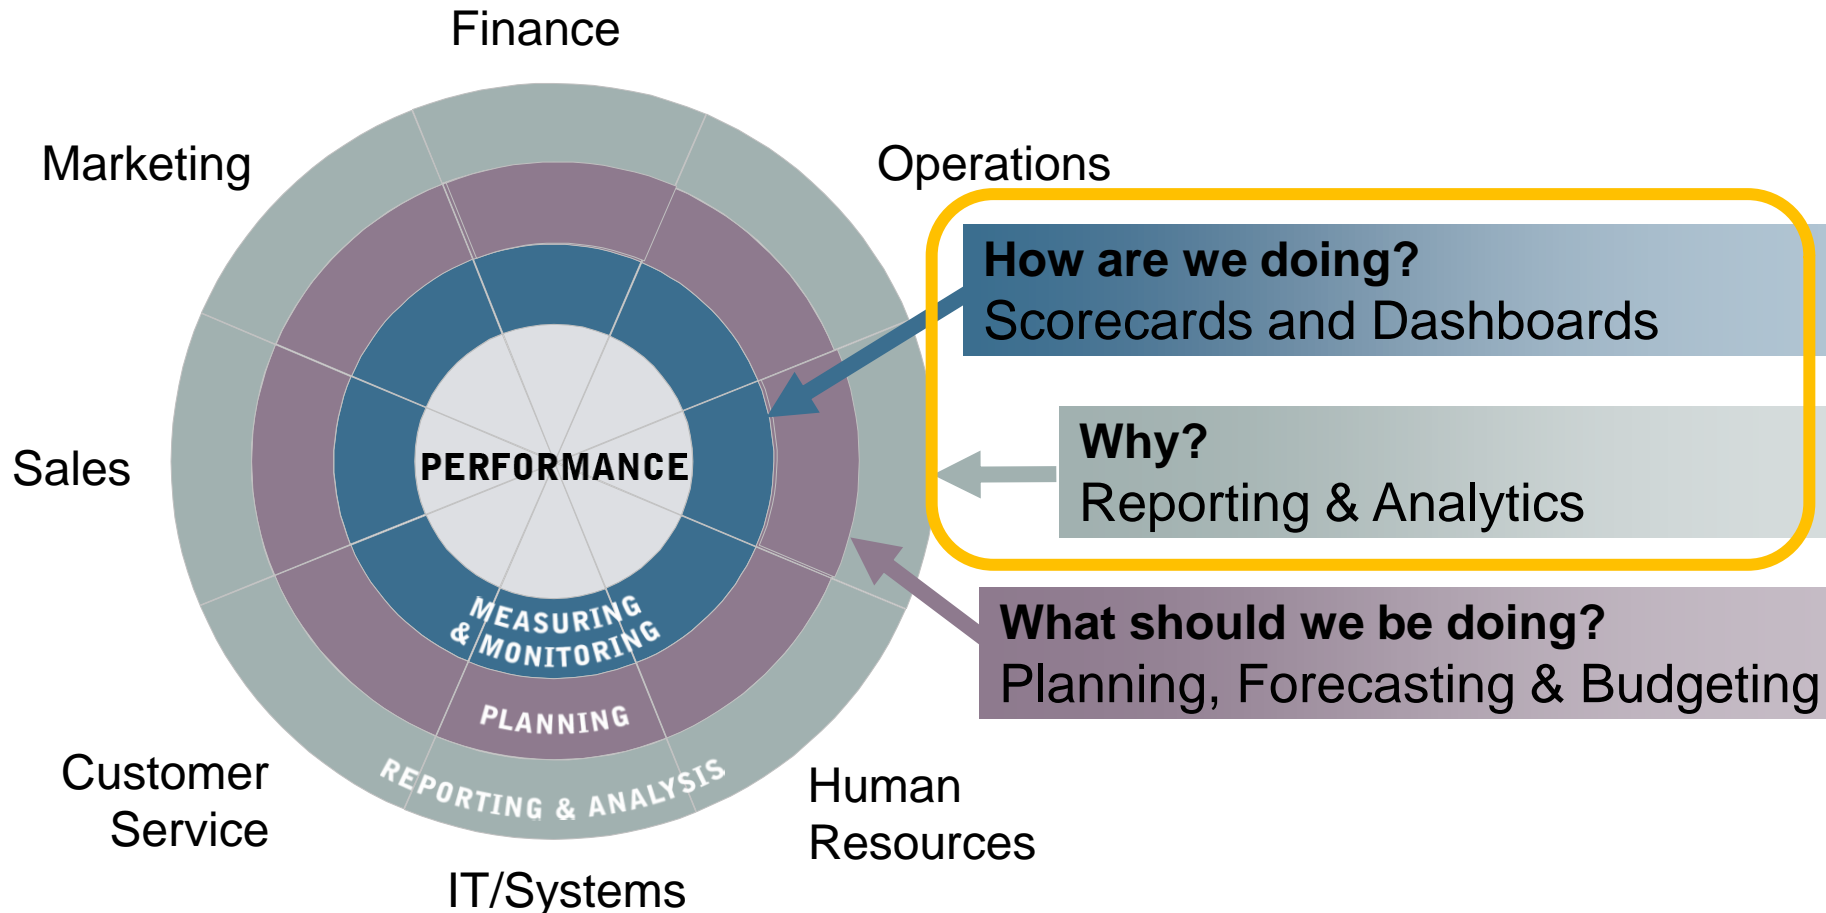 Finance
Marketing
Operations
How are we doing?
Scorecards and Dashboards
Why?
Reporting & Analytics
Sales
PERFORMANCE
MEASURING
& MONITORING
What should we be doing?
Planning, Forecasting & Budgeting
PLANNING
REPORTING & ANALYSIS
Customer
Service
Human
Resources
IT/Systems